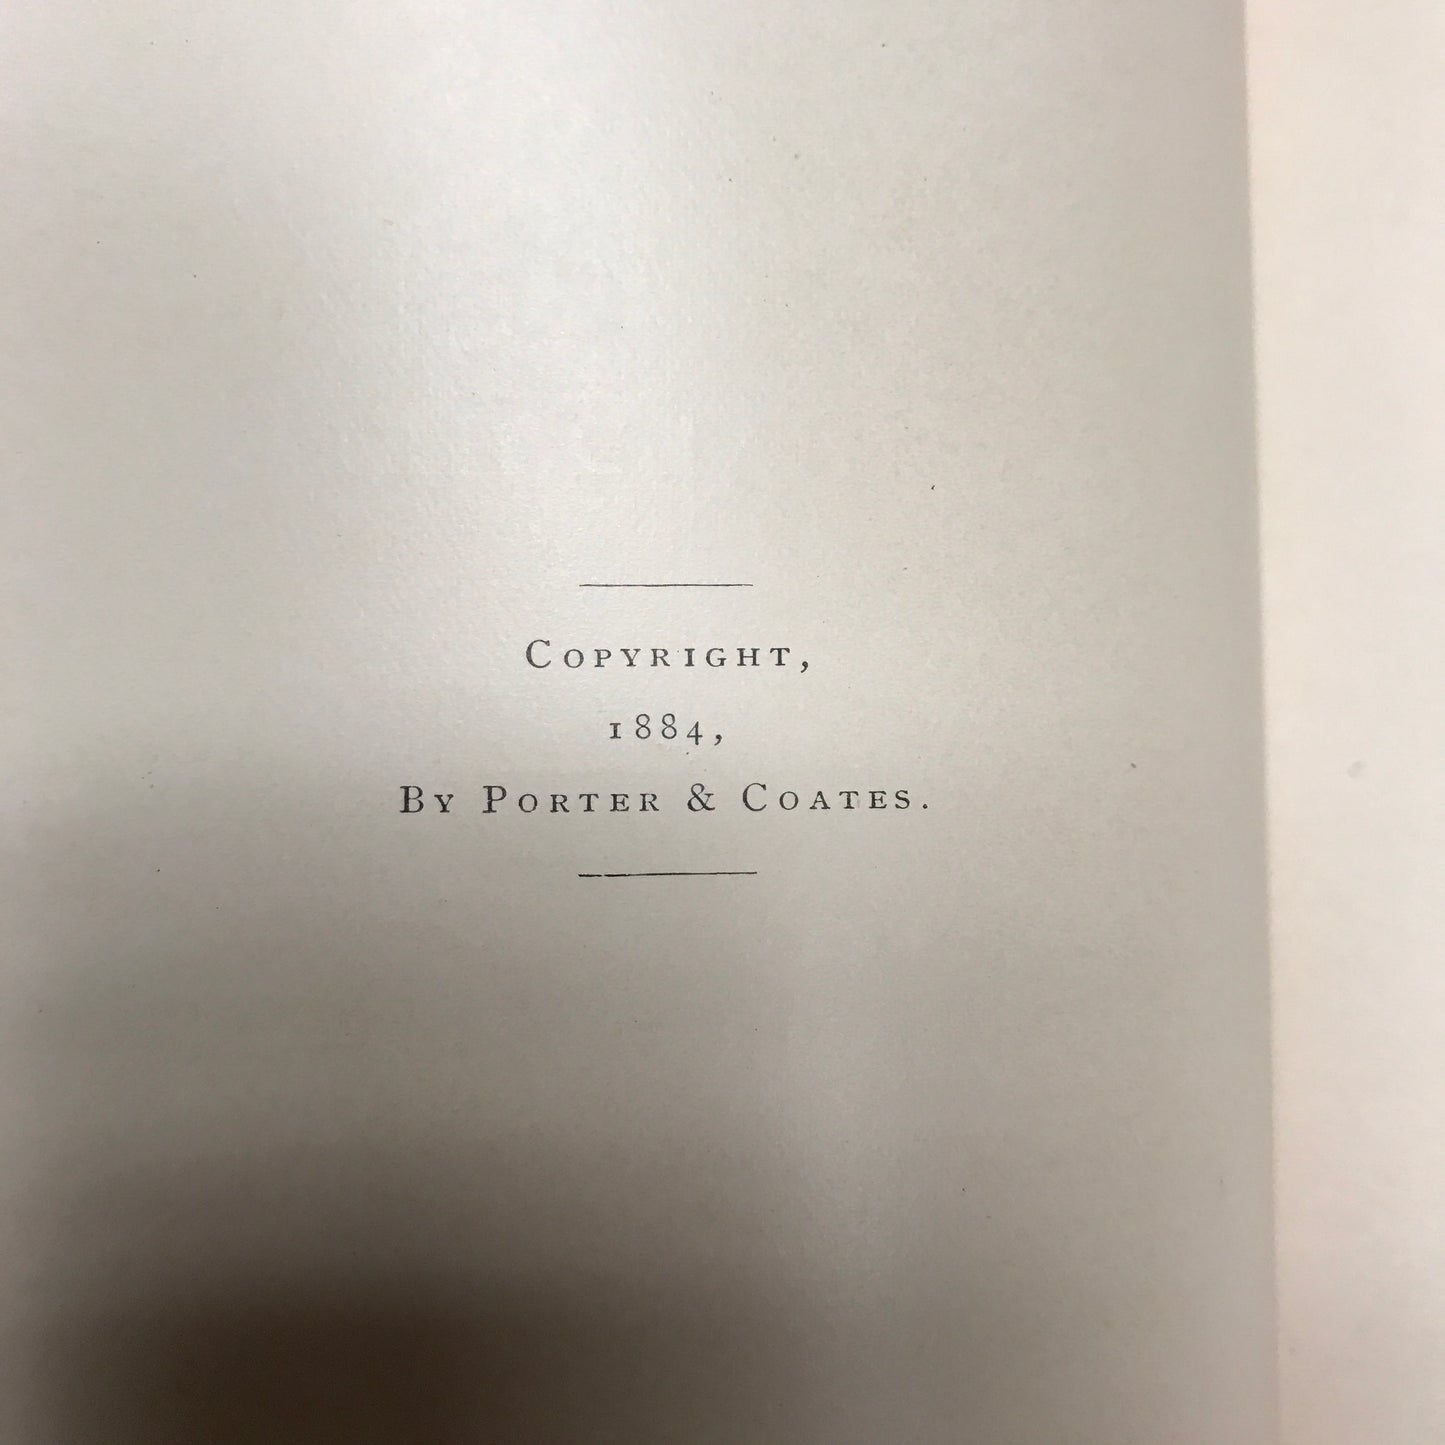 Copyright,
1884,
By Porter & Coates.